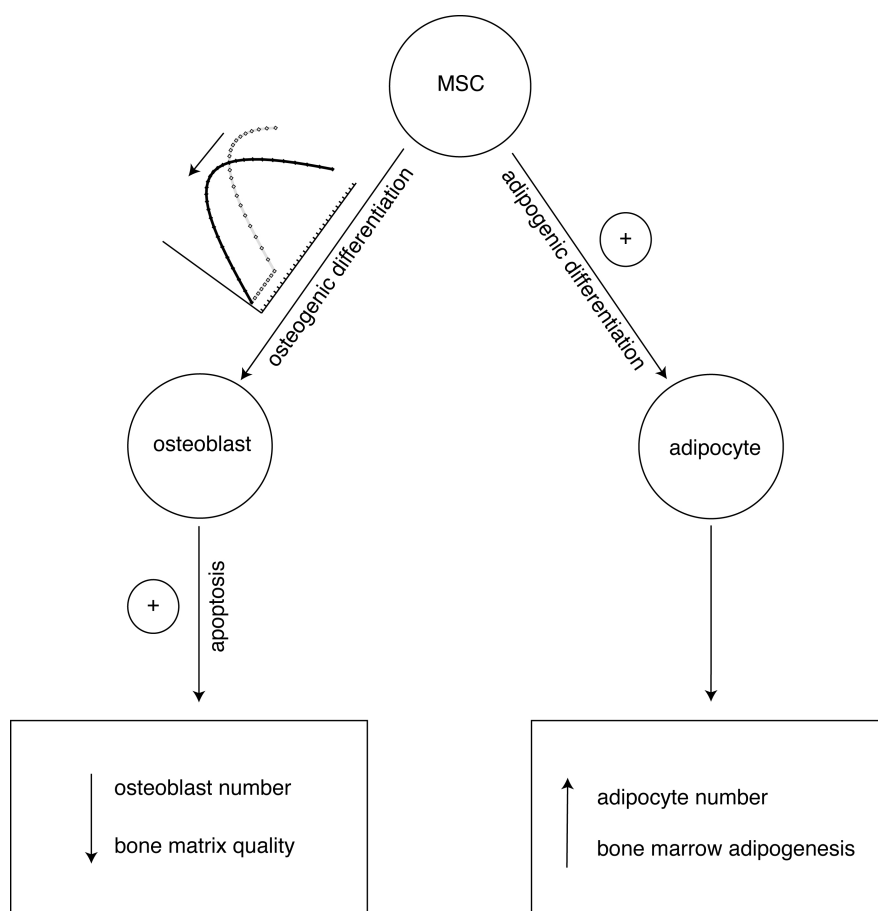 MSC
osteogenic differentiation
adipogenic differentiation
+
osteoblast
adipocyte
+
apoptosis
osteoblast number
bone matrix quality
adipocyte number
bone marrow adipogenesis